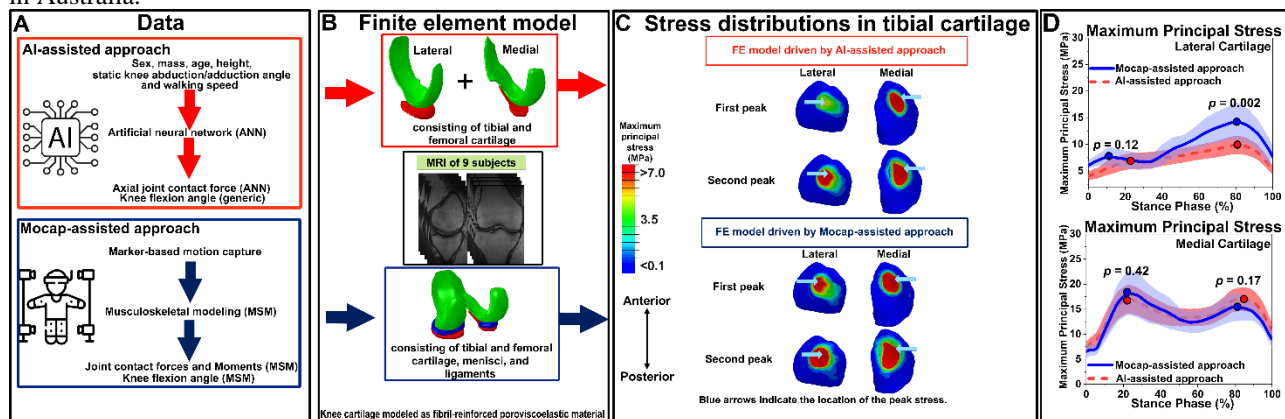 in Australia.
A
Data
AI-assisted approach
Sex, mass, age, height,
static knee abduction/adduction angle
and walking speed
AI
Artificial neural network (ANN)
Axial joint contact force (ANN)
Knee flexion angle (generic)
Mocap-assisted approach
Marker-based motion capture
Musculoskeletal modeling (MSM)
Joint contact forces and Moments (MSM)
Knee flexion angle (MSM)
B
Finite element model
Lateral
Medial
+
consisting of tibial and
femoral cartilage
MRI of 9 subjects
consisting of tibial and femoral
cartilage, menisci, and
ligaments
Knee cartilage modeled as fibril-reinforced poroviscoelastic material
C
Stress distributions in tibial cartilage
FE model driven by AI-assisted approach
Lateral
Medial
First peak
Second peak
Maximum
principal
stress
(MPa)
>7.0
3.5
<0.1
Anterior
Posterior
FE model driven by Mocap-assisted approach
Lateral
Medial
First peak
Second peak
Blue arrows indicate the location of the peak stress.
D
Maximum Principal Stress
Lateral Cartilage
Mocap-assisted approach
AI-assisted approach
p = 0.002
p = 0.12
Maximum Principal Stress (MPa)
30
25
20
15
10
5
0
20
40
60
80
100
Stance Phase (%)
Maximum Principal Stress
Medial Cartilage
p = 0.42
p = 0.17
Maximum Principal Stress (MPa)
30
25
20
15
10
5
0
Mocap-assisted approach
AI-assisted approach
0
20
40
60
80
100
Stance Phase (%)